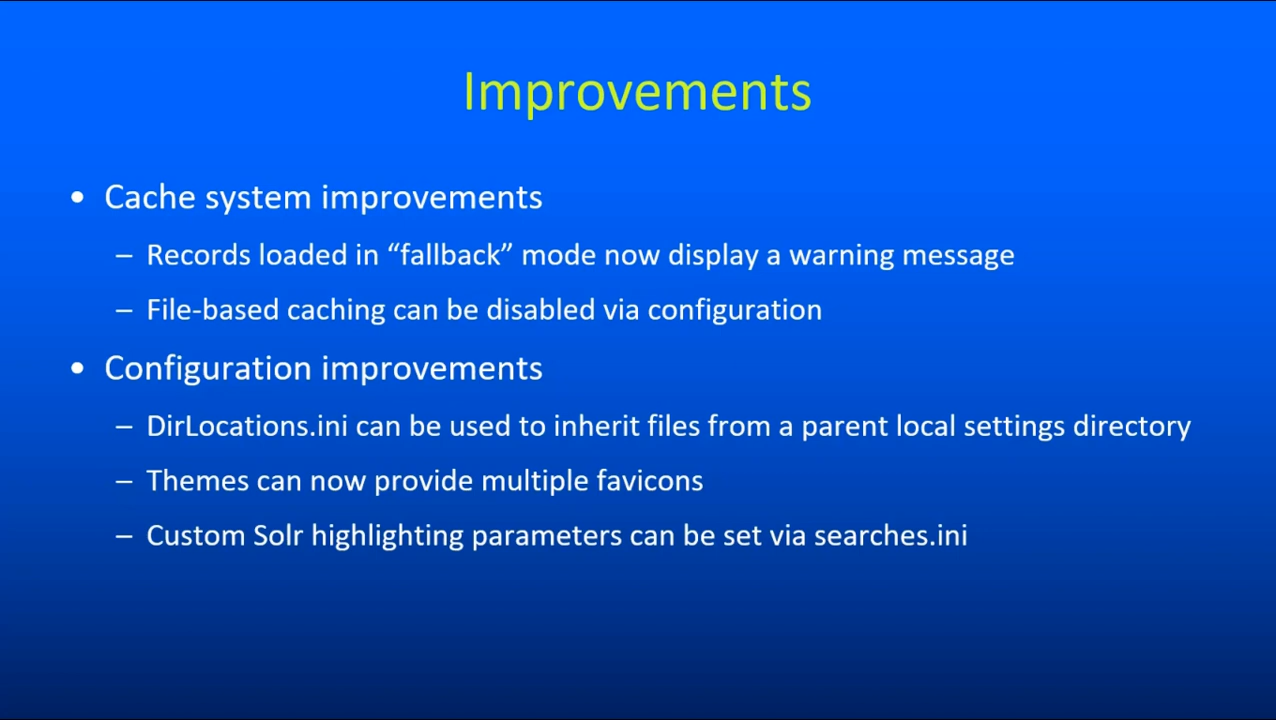 Improvements
• Cache system improvements
– Records loaded in “fallback” mode now display a warning message
– File-based caching can be disabled via configuration
• Configuration improvements
– DirLocations.ini can be used to inherit files from a parent local settings directory
– Themes can now provide multiple favicons
– Custom Solr highlighting parameters can be set via searches.ini